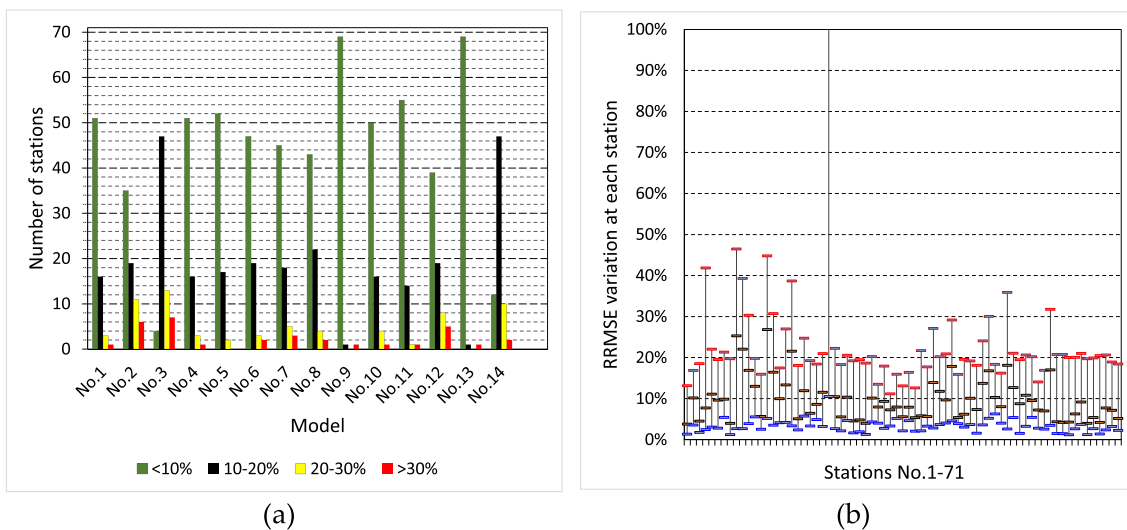 70
60
50
40
30
20
10
0
Number of stations
No.1
No.2
No.3
No.4
No.5
No.6
No.7
No.8
No.9
No.10
No.11
No.12
No.13
No.14
Model
<10% 10-20% 20-30% >30%
(a)
100%
90%
80%
70%
60%
50%
40%
30%
20%
10%
0%
RRMSE variation at each station
Stations No.1-71
(b)